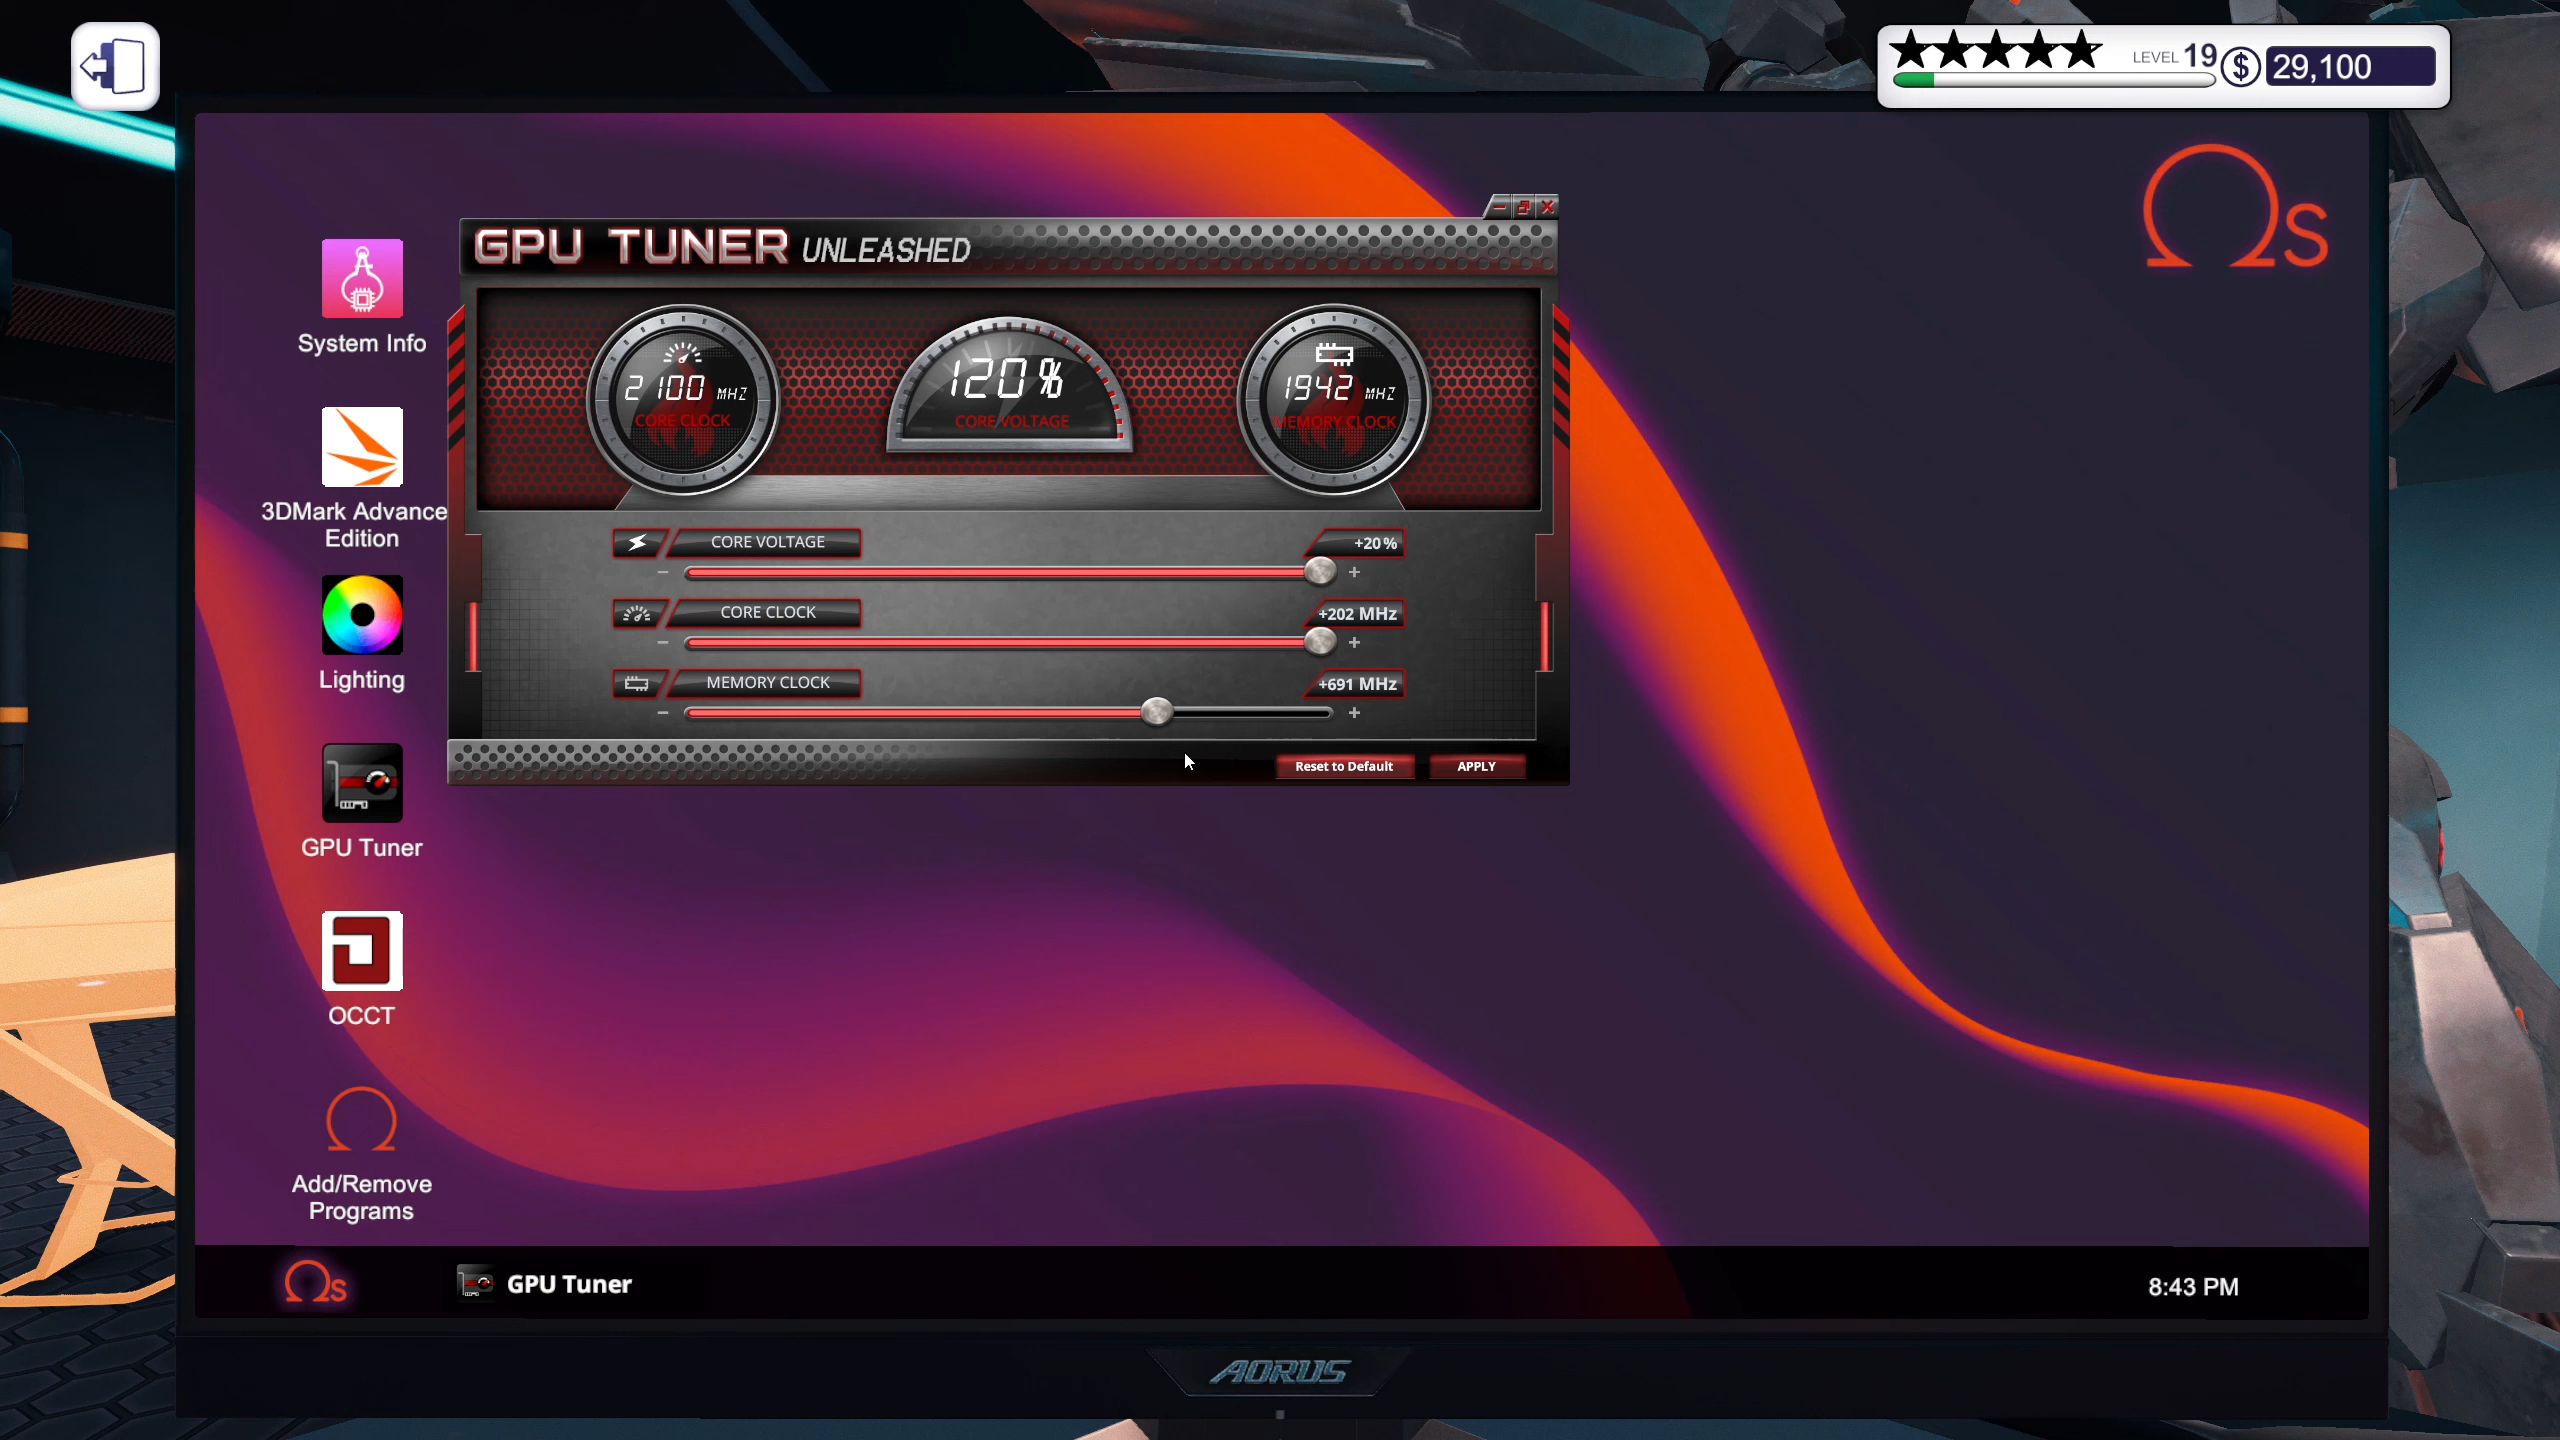 LEVEL 19
$ 29,100
Ωs
GPU TUNER UNLEASHED
2100 MHZ
CORE CLOCK
120%
CORE VOLTAGE
1942 MHZ
MEMORY CLOCK
CORE VOLTAGE
+20%
- +
CORE CLOCK
+202 MHz
- +
MEMORY CLOCK
+691 MHz
- +
Reset to Default
APPLY
System Info
3DMark Advance
Edition
Lighting
GPU Tuner
OCCT
Add/Remove
Programs
Ωs
GPU Tuner
8:43 PM
AORUS